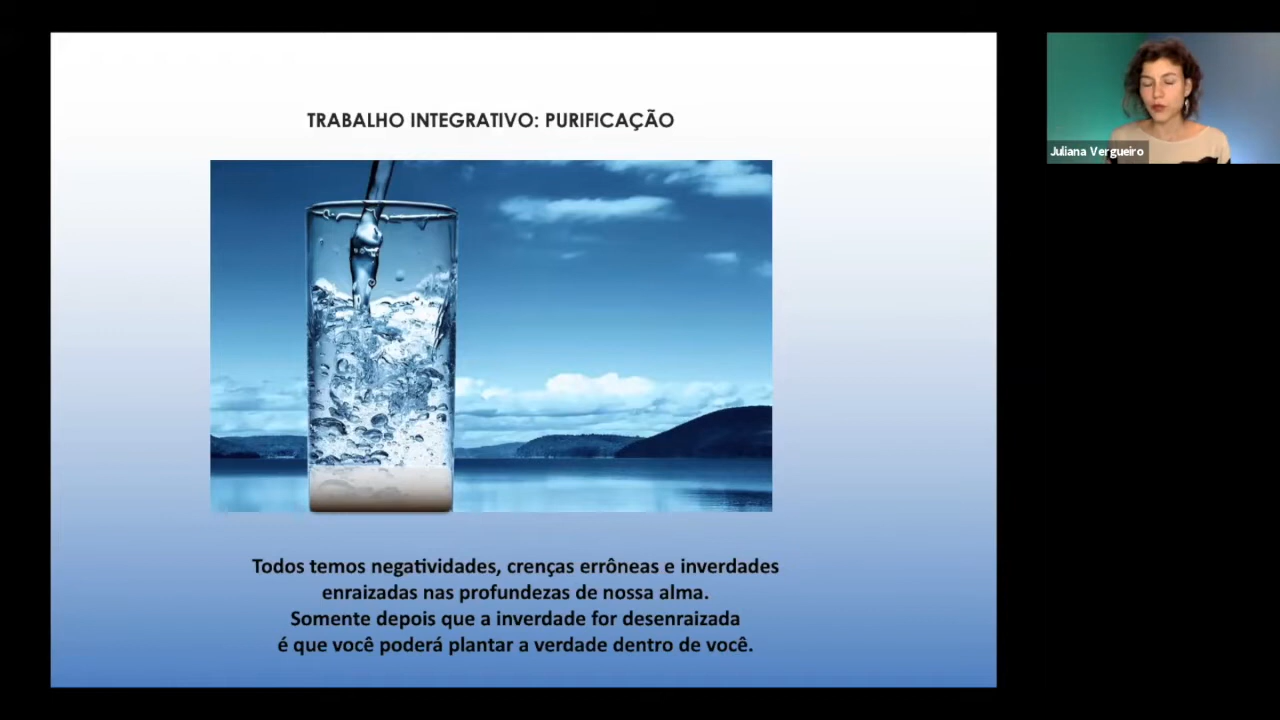 TRABALHO INTEGRATIVO: PURIFICAÇÃO
Juliana Vergueiro
Todos temos negatividades, crenças errôneas e inverdades
enraizadas nas profundezas de nossa alma.
Somente depois que a inverdade for desenraizada
é que você poderá plantar a verdade dentro de você.